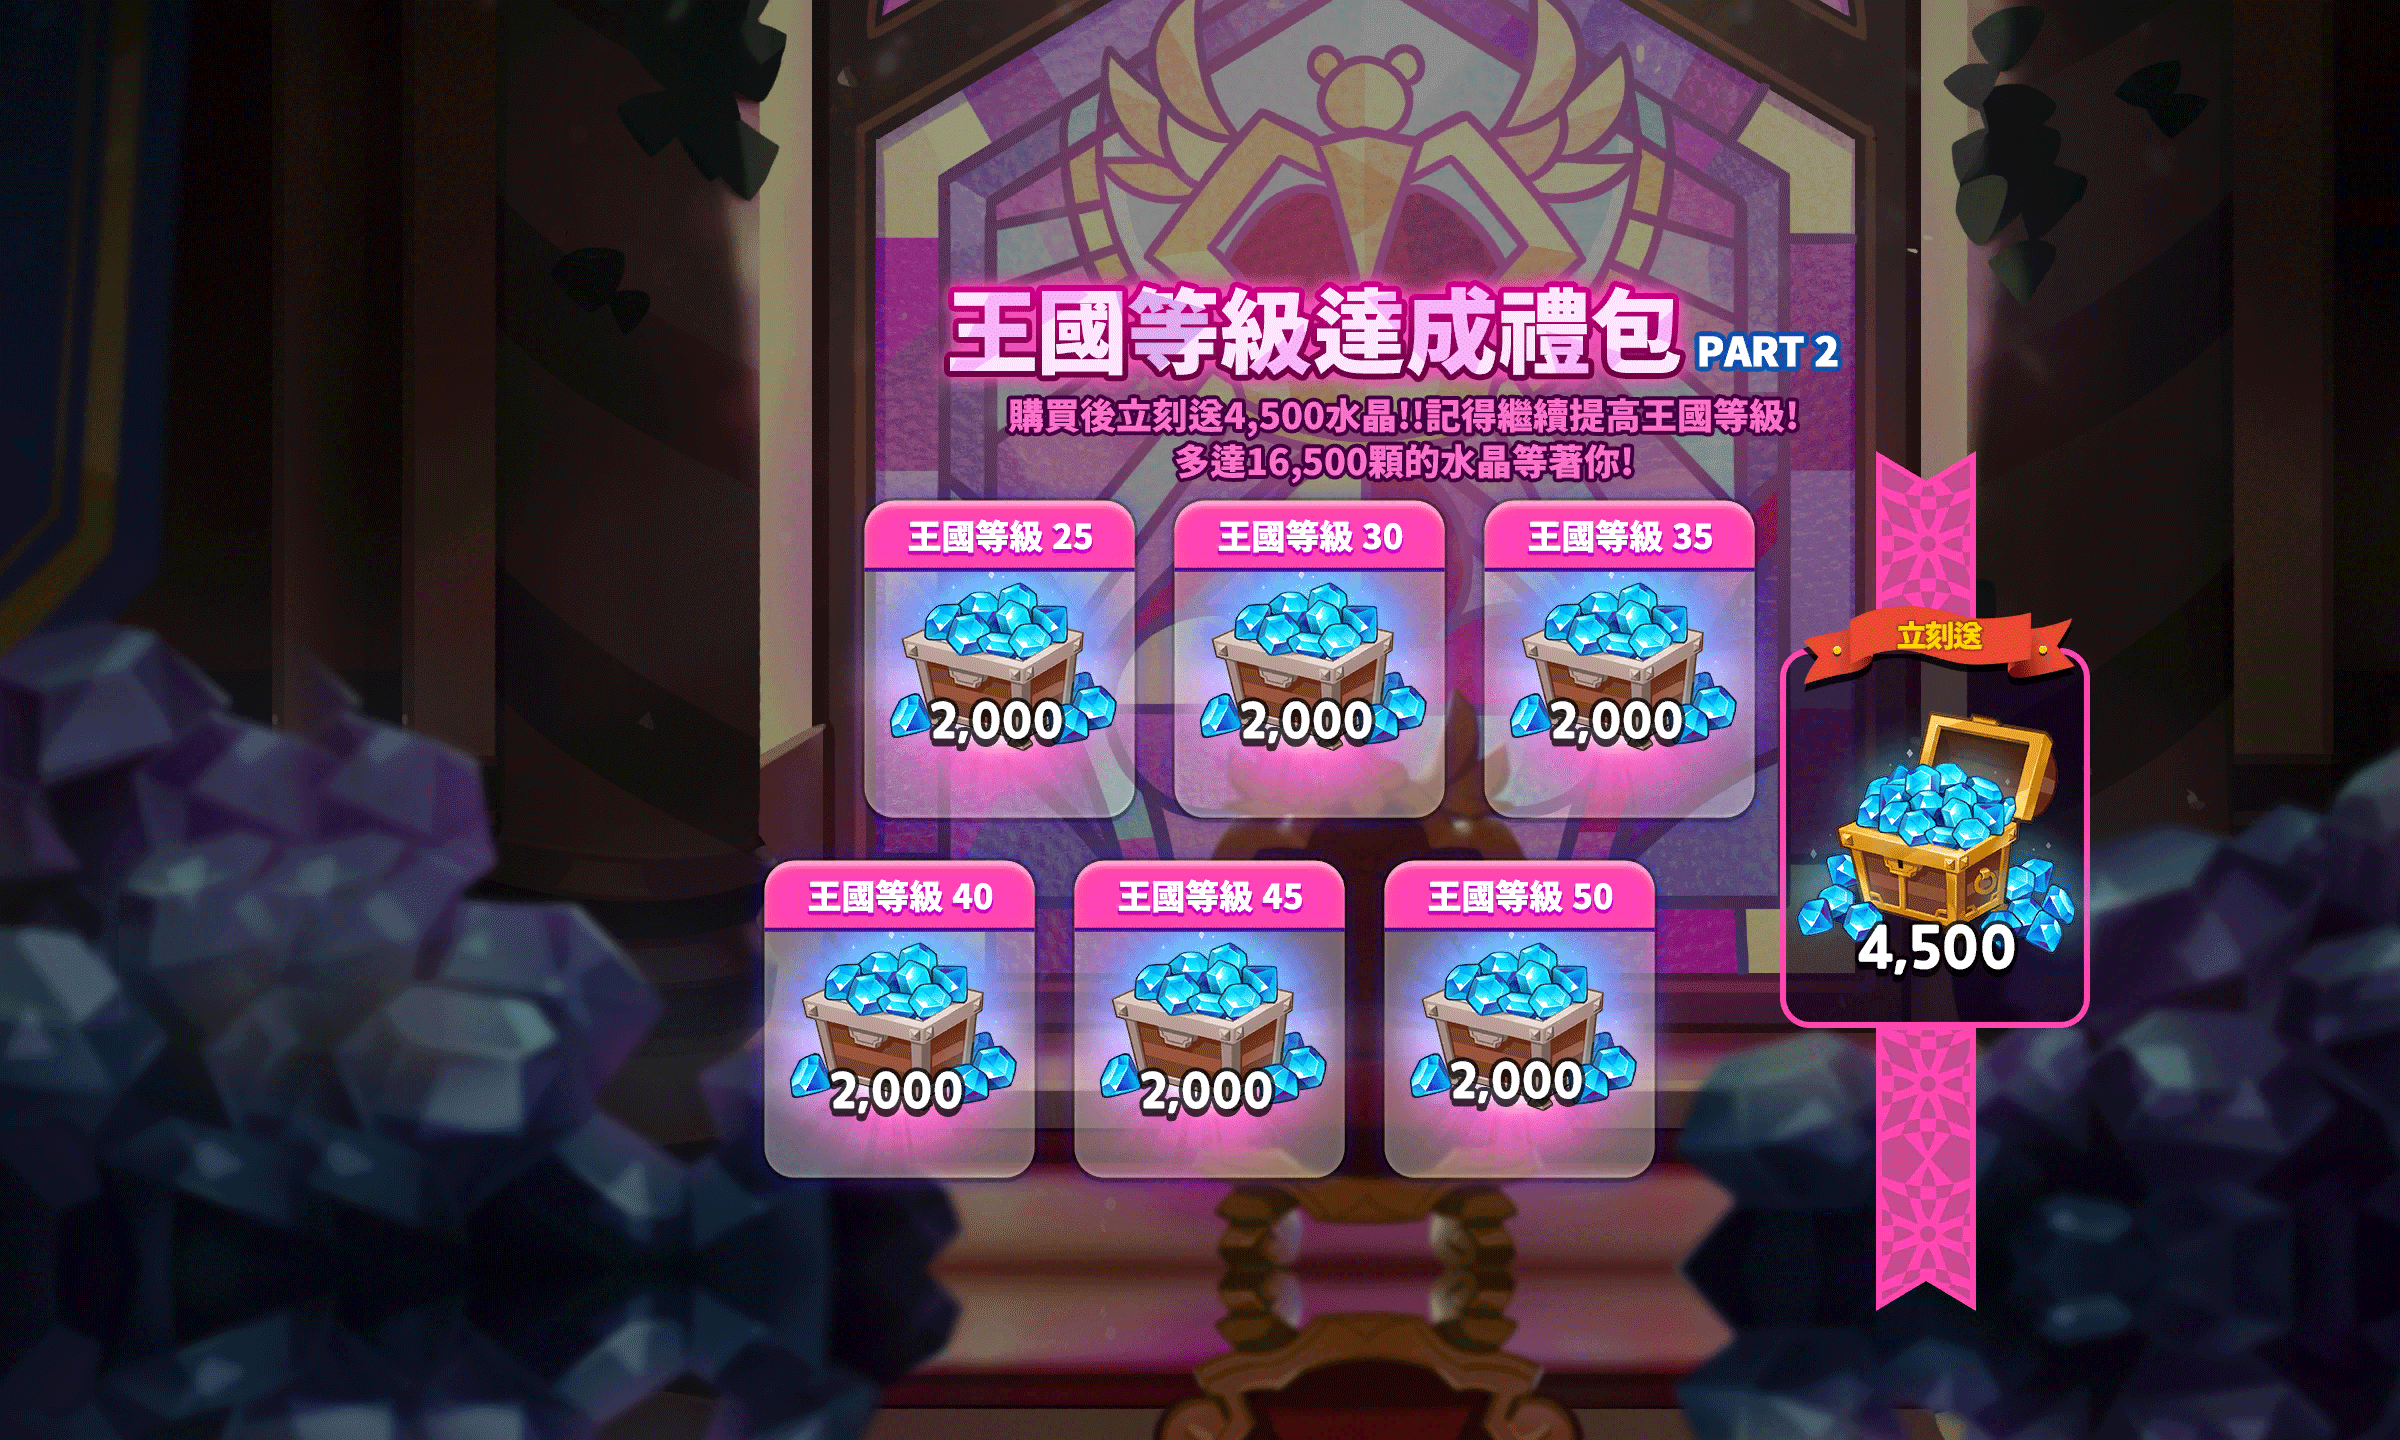 王國等級達成禮包 PART 2
購買後立刻送4,500水晶!!記得繼續提高王國等級!
多達16,500顆的水晶等著你!
王國等級 25
2,000
王國等級 30
2,000
王國等級 35
2,000
王國等級 40
2,000
王國等級 45
2,000
王國等級 50
2,000
立刻送
4,500